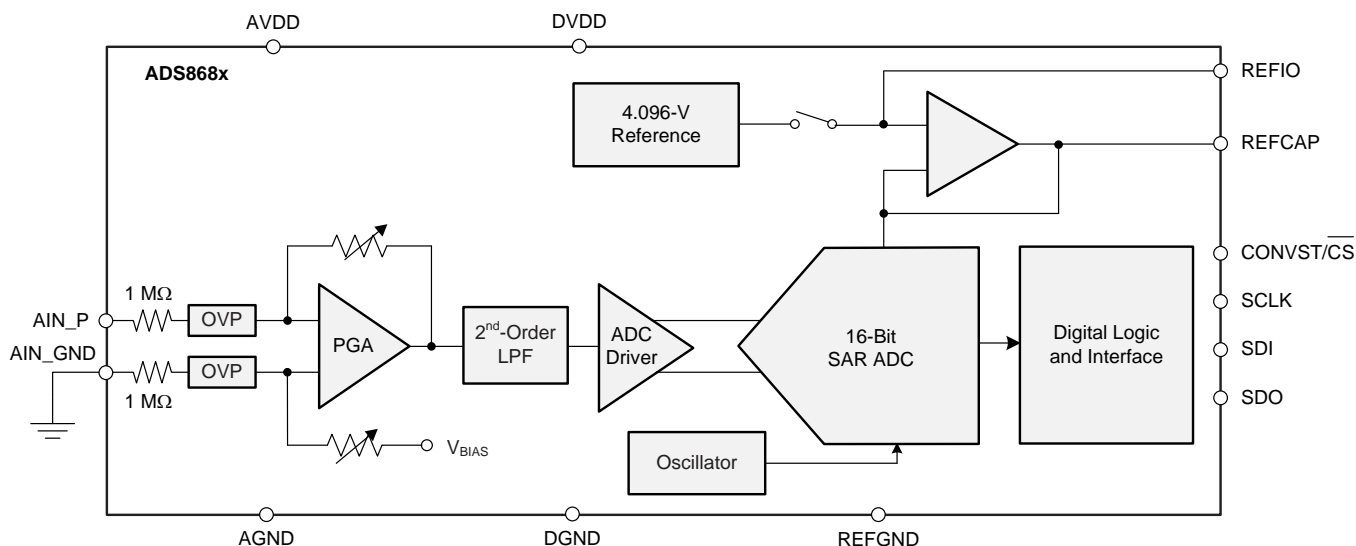 AVDD
DVDD
ADS868x
REFIO
4.096-V
Reference
REFCAP
CONVST/C̅S̅
1 MΩ
OVP
AIN_P
SCLK
PGA
2nd-Order
LPF
ADC
Driver
16-Bit
SAR ADC
Digital Logic
and Interface
AIN_GND
OVP
1 MΩ
SDI
SDO
VBIAS
Oscillator
AGND
DGND
REFGND